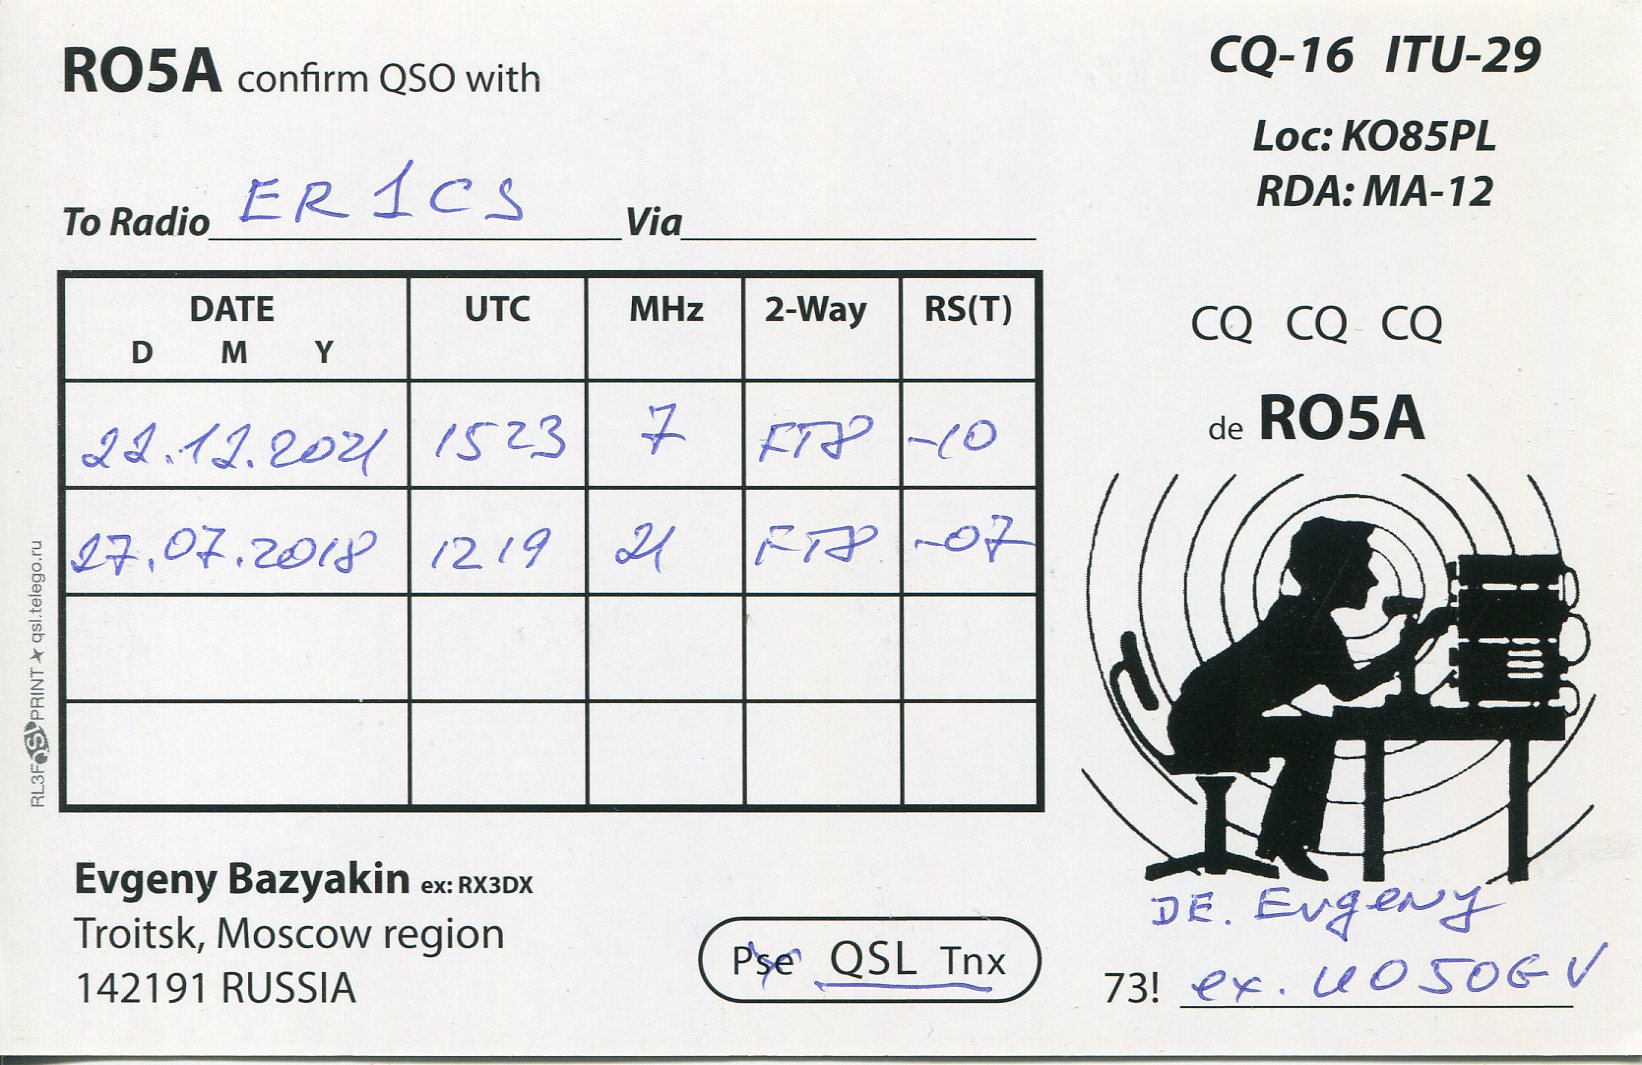 RO5A confirm QSO with
CQ-16 ITU-29
Loc: KO85PL
RDA: MA-12
To Radio ER1CS Via
DATE UTC MHz 2-Way RS(T)
D M Y
22.12.2021 1523 7 FT8 -10
27.07.2018 1219 21 FT8 -07
CQ CQ CQ
de RO5A
RL3F QSL PRINT qsl.telego.ru
Evgeny Bazyakin ex: RX3DX
Troitsk, Moscow region
142191 RUSSIA
Pse QSL Tnx
DE. Evgeny
73! ex. UO5OGV